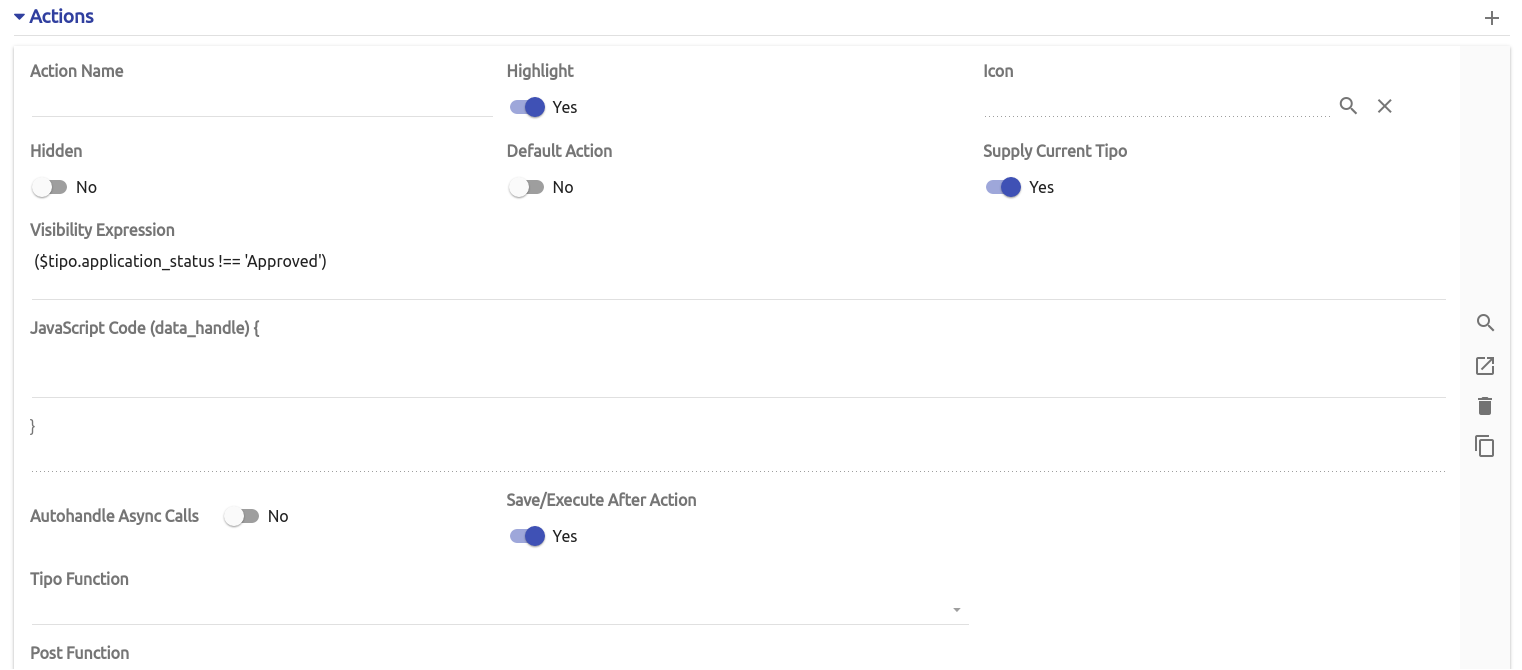 Actions
Action Name
Highlight
Icon
Yes
Hidden
Default Action
Supply Current Tipo
No
No
Yes
Visibility Expression
($tipo.application_status !== 'Approved')
JavaScript Code (data_handle) {
}
Autohandle Async Calls
No
Save/Execute After Action
Yes
Tipo Function
Post Function